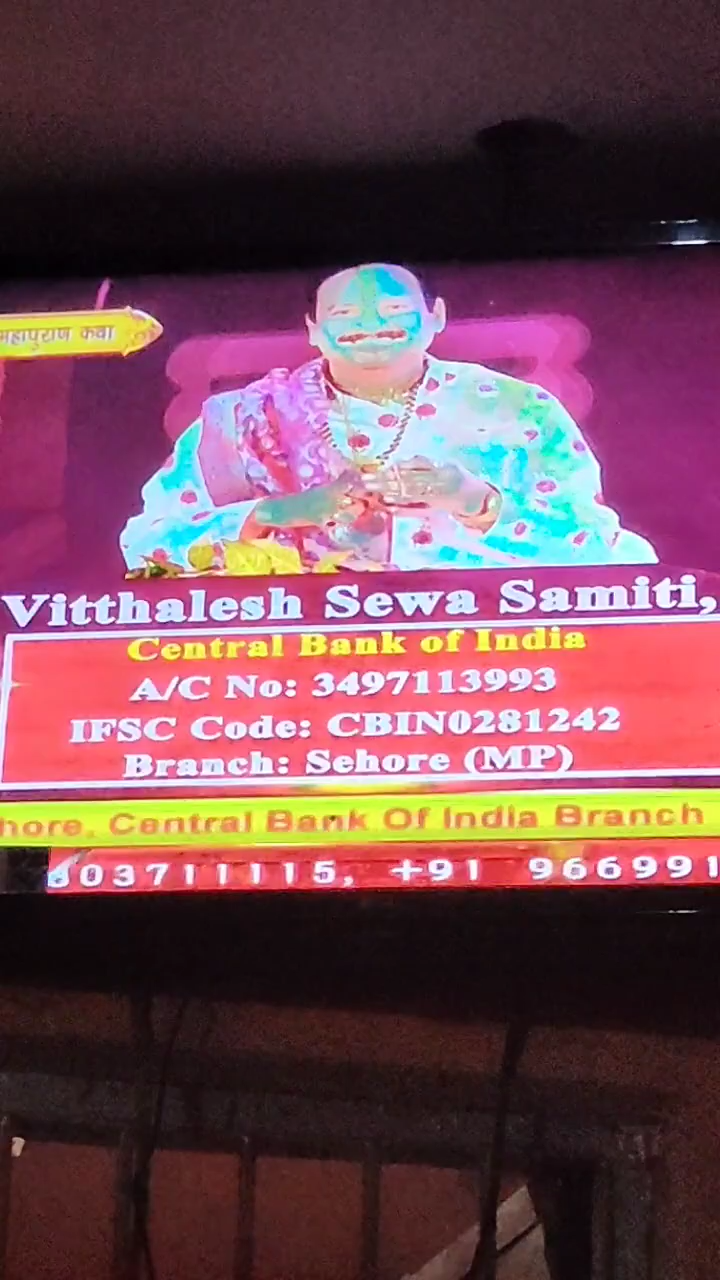 महापुराण कथा
Vitthalesh Sewa Samiti,
Central Bank of India
A/C No: 3497113993
IFSC Code: CBIN0281242
Branch: Sehore (MP)
hore, Central Bank Of India Branch
803711115, +91 966991